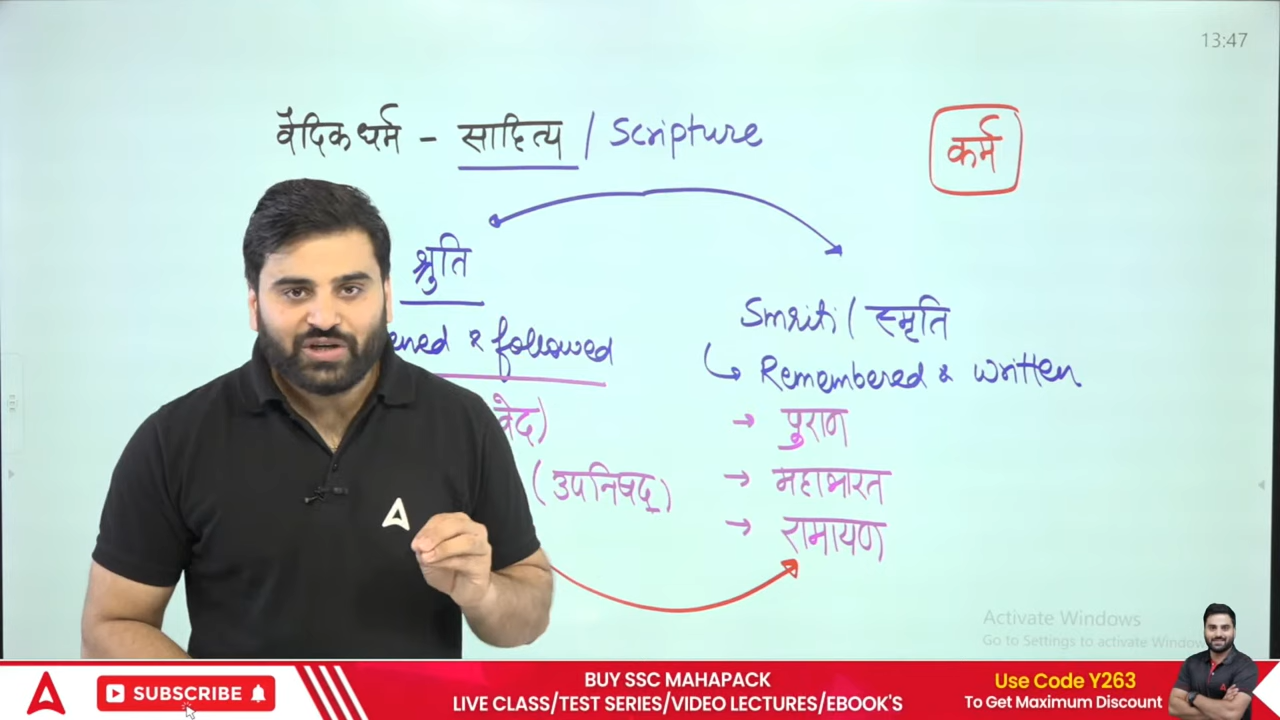 13:47
वैदिक धर्म - साहित्य / Scripture
कर्म
श्रुति
ened & followed
वेद)
(उपनिषद्)
Smriti / स्मृति
Remembered & written
→ पुराण
→ महाभारत
→ रामायण
Activate Windows
Go to Settings to activate Window
SUBSCRIBE
BUY SSC MAHAPACK
LIVE CLASS/TEST SERIES/VIDEO LECTURES/EBOOK'S
Use Code Y263
To Get Maximum Discount